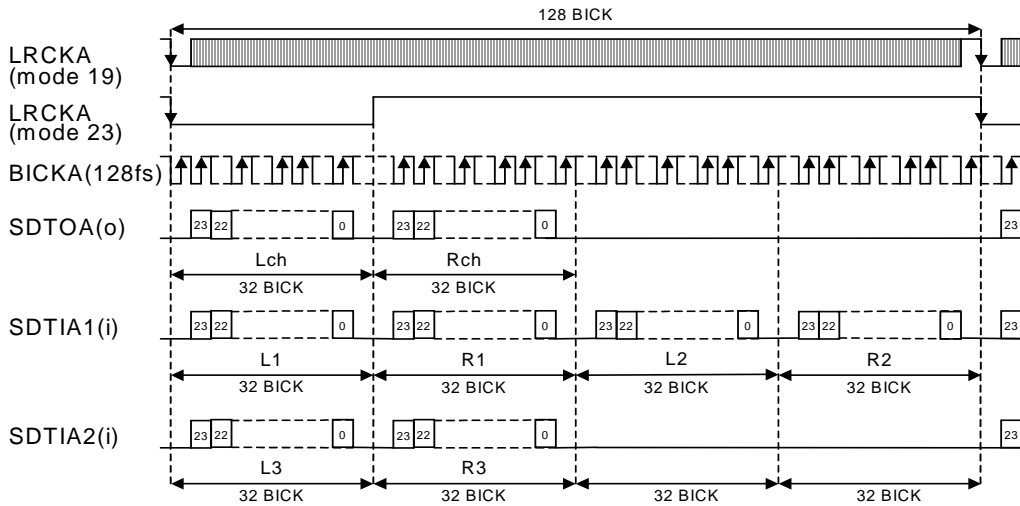 128 BICK
LRCKA
(mode 19)
LRCKA
(mode 23)
BICKA(128fs)
SDTOA(o)
23 22 0 23 22 0 23
Lch Rch
32 BICK 32 BICK
SDTIA1(i)
23 22 0 23 22 0 23 22 0 23 22 0 23
L1 R1 L2 R2
32 BICK 32 BICK 32 BICK 32 BICK
SDTIA2(i)
23 22 0 23 22 0 23
L3 R3
32 BICK 32 BICK 32 BICK 32 BICK